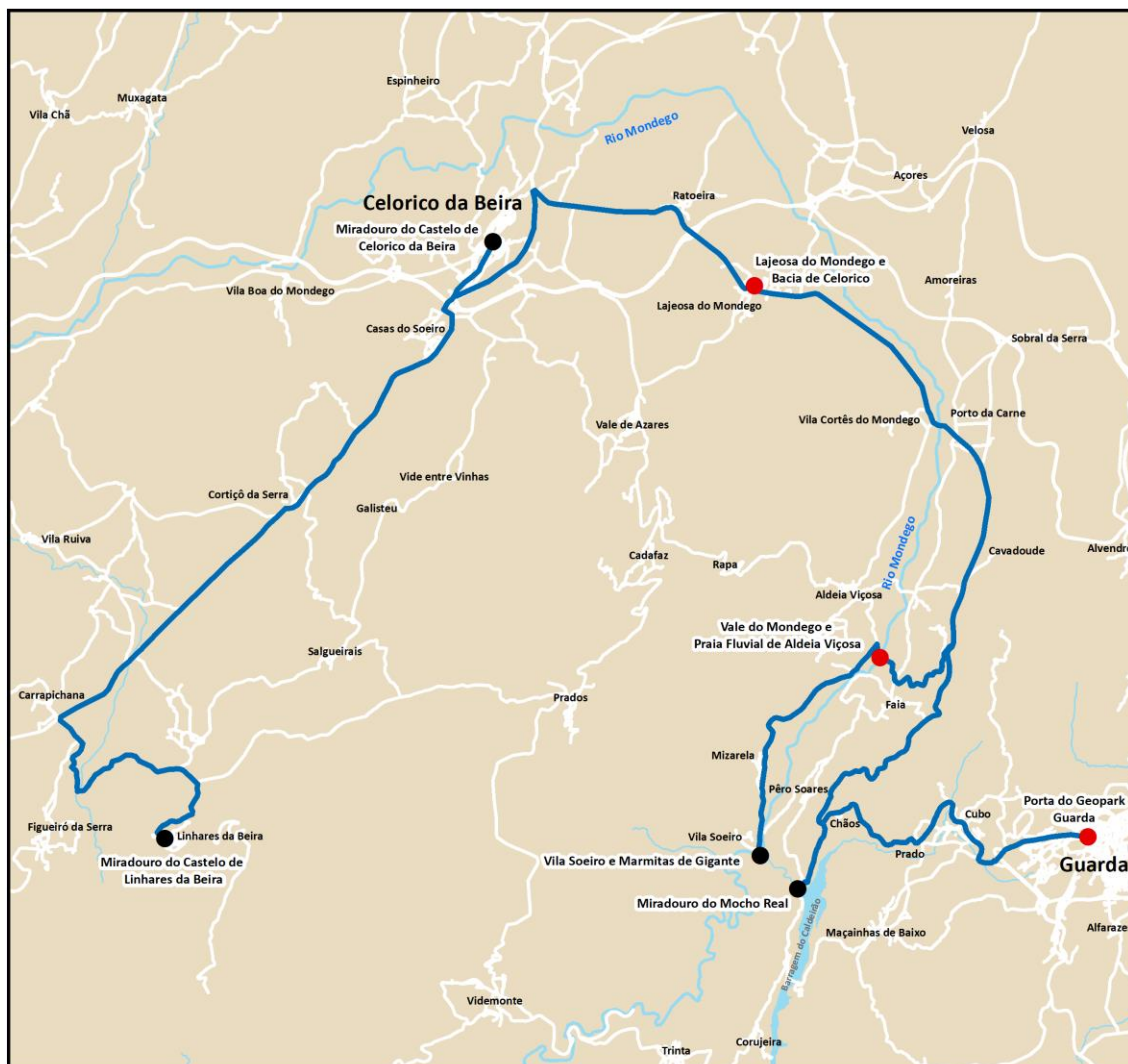 Espinheiro
Muxagata
Vila Chã
Rio Mondego
Velosa
Açores
Ratoeira
Celorico da Beira
Miradouro do Castelo de
Celorico da Beira
Lajeosa do Mondego e
Bacia de Celorico
Vila Boa do Mondego
Amoreiras
Lajeosa do Mondego
Casas do Soeiro
Sobral da Serra
Vale de Azares
Vila Cortês do Mondego
Porto da Carne
Vide entre Vinhas
Cortiçô da Serra
Galisteu
Vila Ruiva
Cadafaz
Rapa
Rio Mondego
Cavadoude
Alvendre
Aldeia Viçosa
Vale do Mondego e
Praia Fluvial de Aldeia Viçosa
Salgueirais
Carrapichana
Prados
Faia
Mizarela
Pêro Soares
Porta do Geopark
Guarda
Cubo
Chãos
Figueiró da Serra
Linhares da Beira
Vila Soeiro
Prado
Miradouro do Castelo de
Linhares da Beira
Vila Soeiro e Marmitas de Gigante
Guarda
Miradouro do Mocho Real
Barragem do Caldeirão
Maçainhas de Baixo
Alfarazes
Videmonte
Corujeira
Trinta